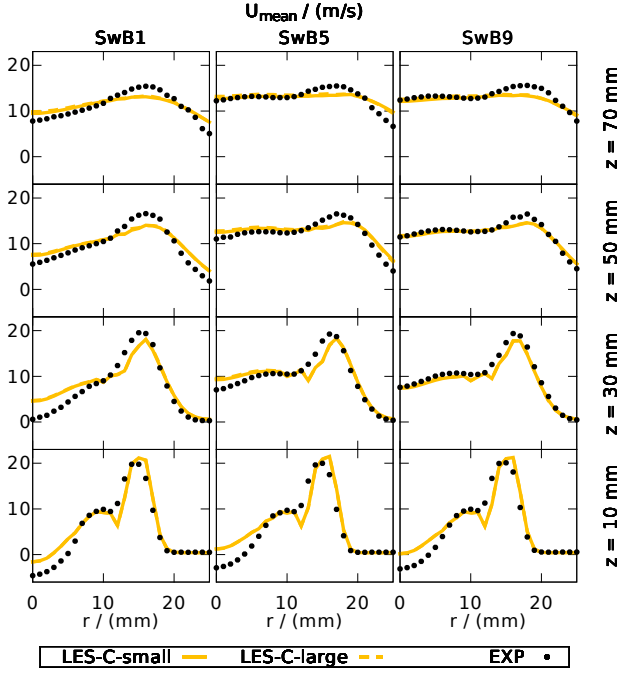 U_mean / (m/s)
SwB1 SwB5 SwB9
20
10
0
z = 70 mm
20
10
0
z = 50 mm
20
10
0
z = 30 mm
20
10
0
z = 10 mm
0 10 20 0 10 20 0 10 20
r / (mm) r / (mm) r / (mm)
LES-C-small LES-C-large EXP